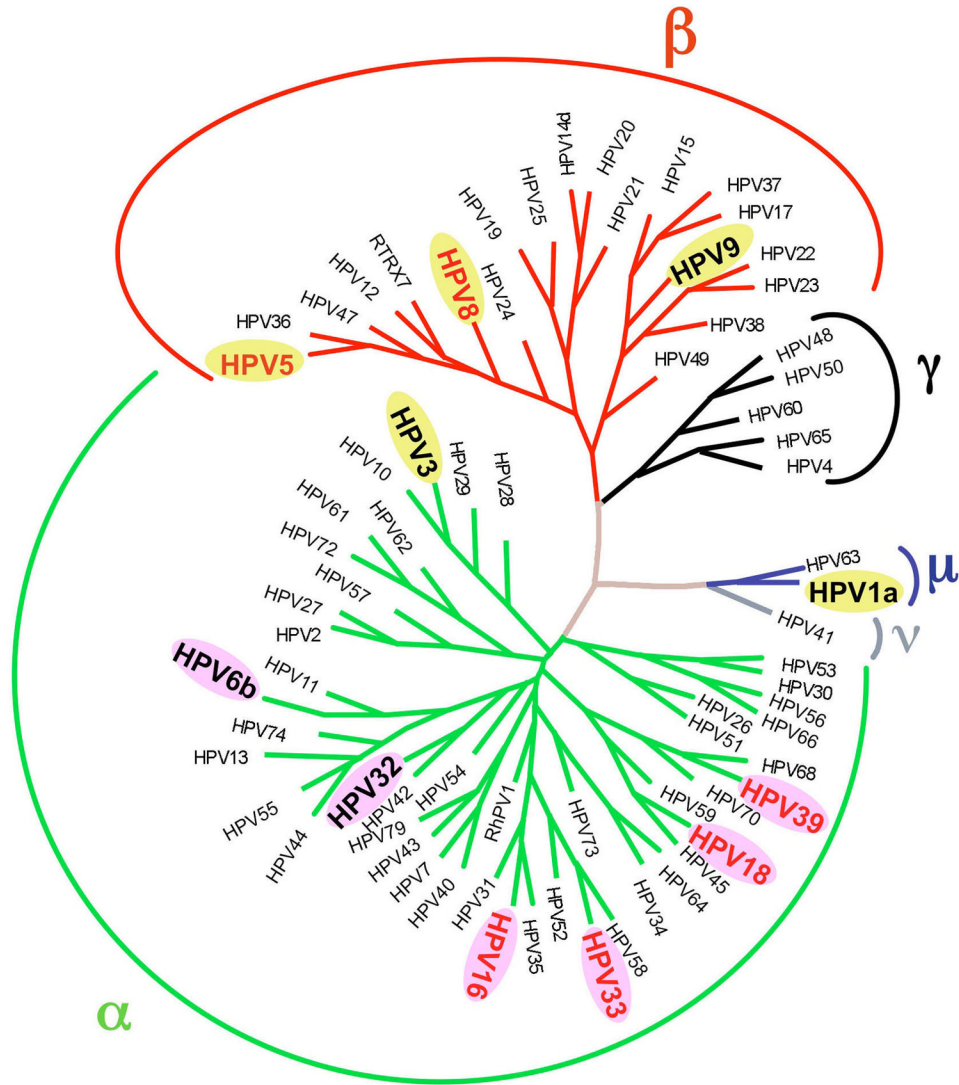 β
HPV14d
HPV20
HPV15
HPV21
HPV37
HPV17
HPV25
HPV19
HPV9
HPV22
HPV23
HPV8
RTRX7
HPV24
HPV12
HPV47
HPV36
HPV5
HPV38
HPV49
HPV48
γ
HPV50
HPV60
HPV65
HPV4
HPV3
HPV10
HPV29
HPV28
HPV61
HPV62
HPV72
HPV57
HPV27
HPV2
HPV63
HPV1a
μ
HPV41
ν
HPV6b
HPV11
HPV74
HPV13
HPV55
HPV44
HPV32
HPV42
HPV54
HPV79
HPV43
HPV7
HPV40
RhPV1
HPV31
HPV16
HPV35
HPV52
HPV73
HPV33
HPV58
HPV34
HPV64
HPV45
HPV18
HPV59
HPV70
HPV39
HPV68
HPV51
HPV26
HPV66
HPV56
HPV30
HPV53
α